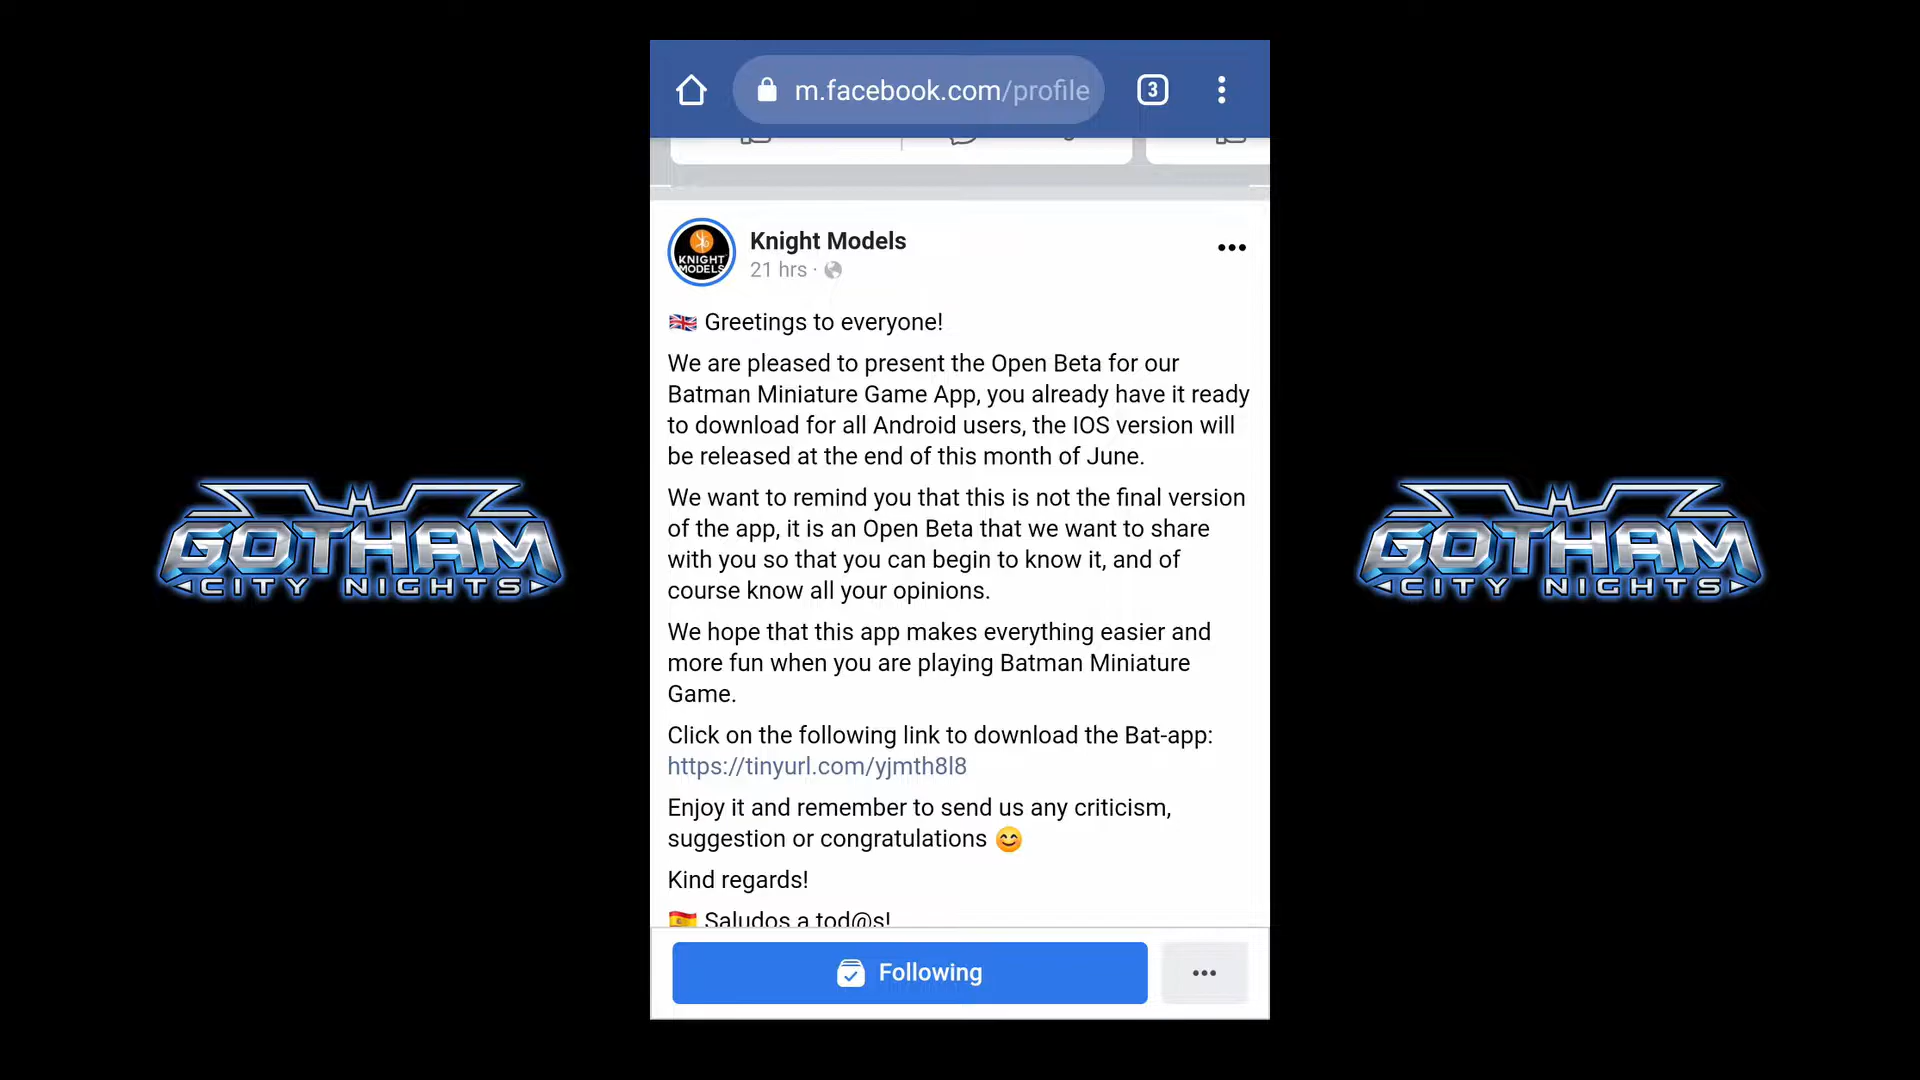 m.facebook.com/profile
3
KNIGHT
MODELS
Knight Models
21 hrs ·
Greetings to everyone!
We are pleased to present the Open Beta for our
Batman Miniature Game App, you already have it ready
to download for all Android users, the IOS version will
be released at the end of this month of June.
We want to remind you that this is not the final version
of the app, it is an Open Beta that we want to share
with you so that you can begin to know it, and of
course know all your opinions.
We hope that this app makes everything easier and
more fun when you are playing Batman Miniature
Game.
Click on the following link to download the Bat-app:
https://tinyurl.com/yjmth8l8
Enjoy it and remember to send us any criticism,
suggestion or congratulations 😊
Kind regards!
Saludos a tod@s!
Following
GOTHAM
CITY NIGHTS
GOTHAM
CITY NIGHTS